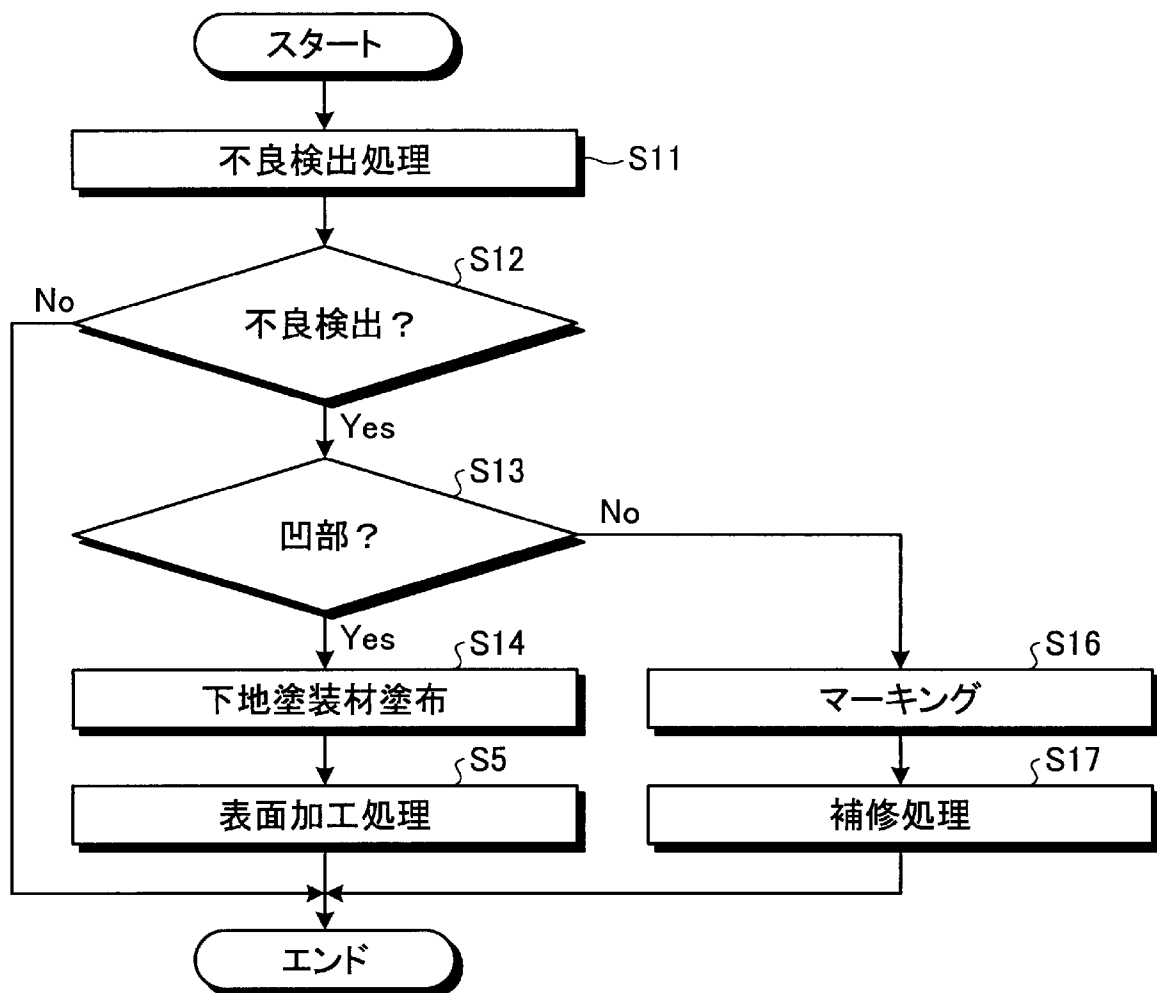 スタート
不良検出処理
S11
S12
No
不良検出？
Yes
S13
凹部？
No
Yes
S14
下地塗装材塗布
S16
マーキング
S5
表面加工処理
S17
補修処理
エンド